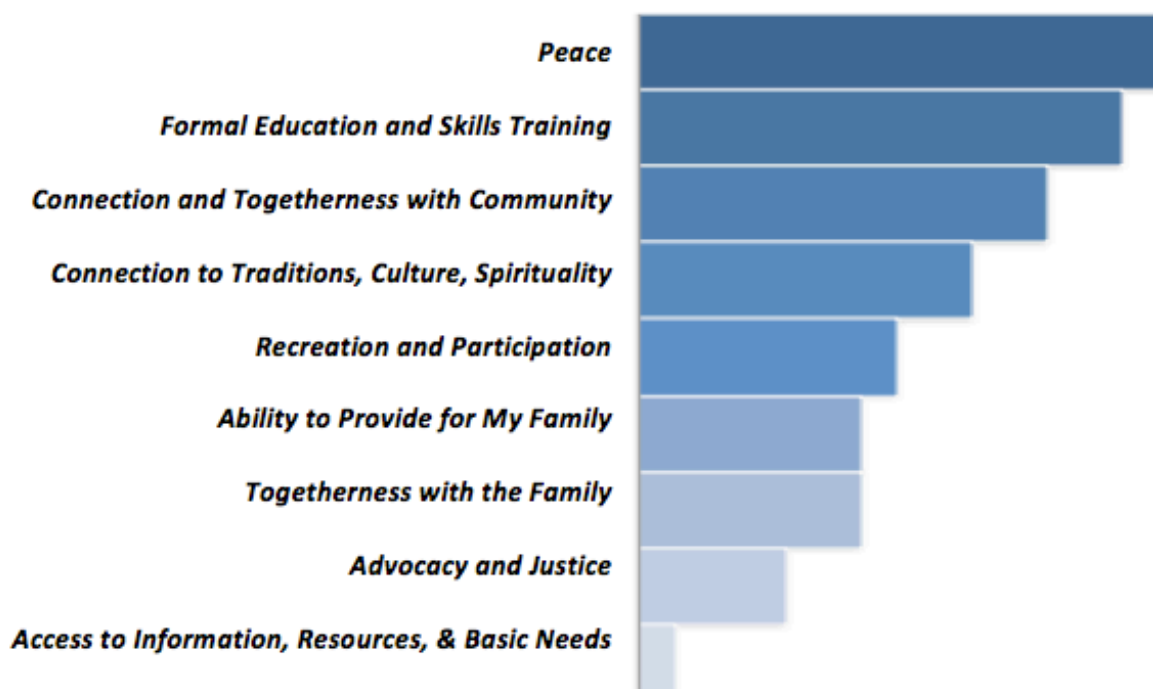 Peace
Formal Education and Skills Training
Connection and Togetherness with Community
Connection to Traditions, Culture, Spirituality
Recreation and Participation
Ability to Provide for My Family
Togetherness with the Family
Advocacy and Justice
Access to Information, Resources, & Basic Needs